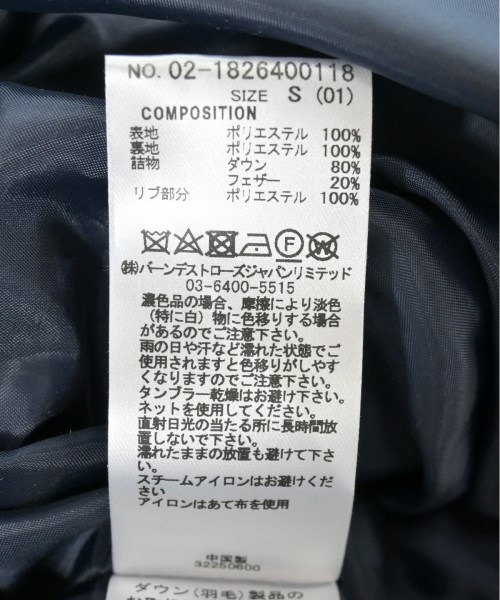 NO. 02-1826400118
SIZE S (01)
COMPOSITION
表地 ポリエステル 100%
裏地 ポリエステル 100%
詰物 ダウン 80%
フェザー 20%
リブ部分 ポリエステル 100%
㈱バーンデストローズジャパンリミテッド
03-6400-5515
濃色品の場合、摩擦により淡色
(特に白)物に色移りする場合
があるのでご注意下さい。
雨の日や汗など濡れた状態でご
使用されますと色移りがしやす
くなりますのでご注意下さい。
タンブラー乾燥はお避け下さい。
ネットを使用してください。
直射日光の当たる所に長時間放
置しないで下さい。
濡れたままの放置も避けて下さ
い。
スチームアイロンはお避けくださ
さい
アイロンはあて布を使用
中国製
32250600
ダウン(羽毛)製品の